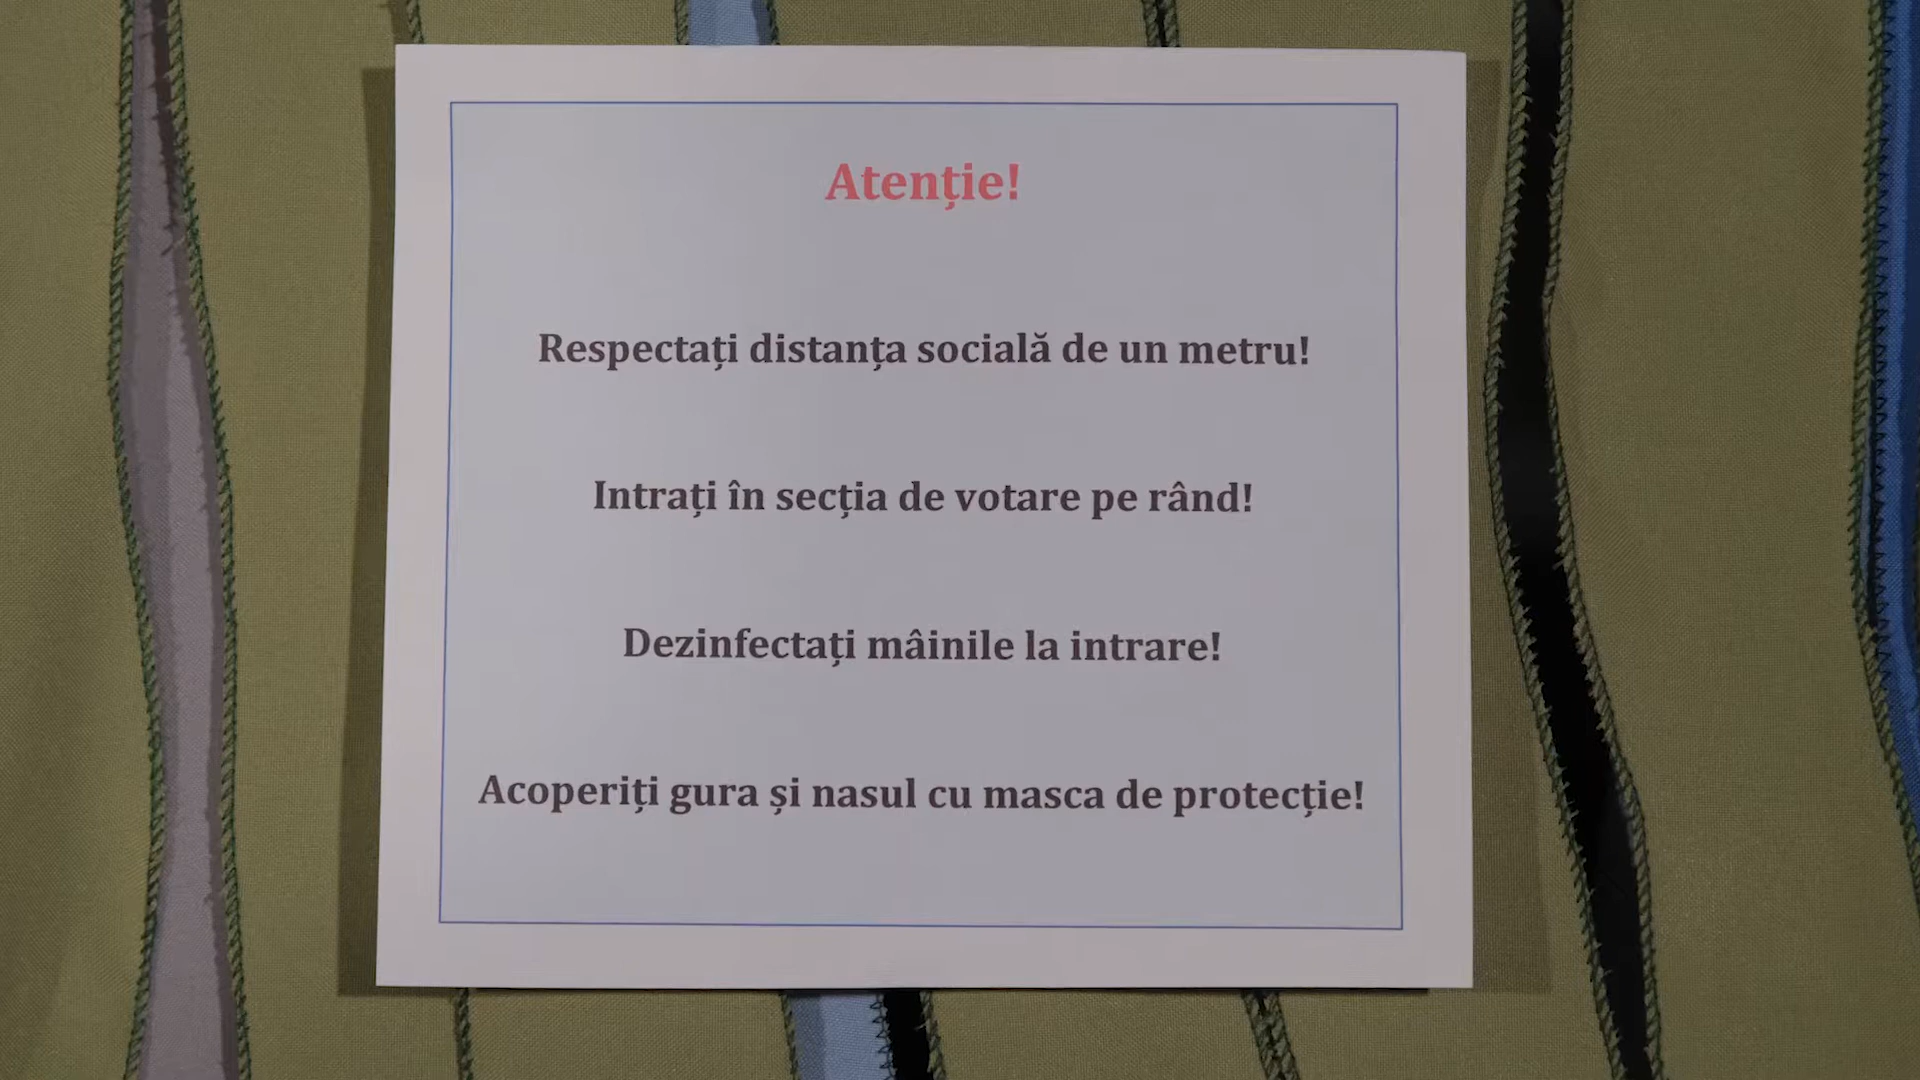 Atenție!
Respectați distanța socială de un metru!
Intrați în secția de votare pe rând!
Dezinfectați mâinile la intrare!
Acoperiți gura și nasul cu masca de protecție!